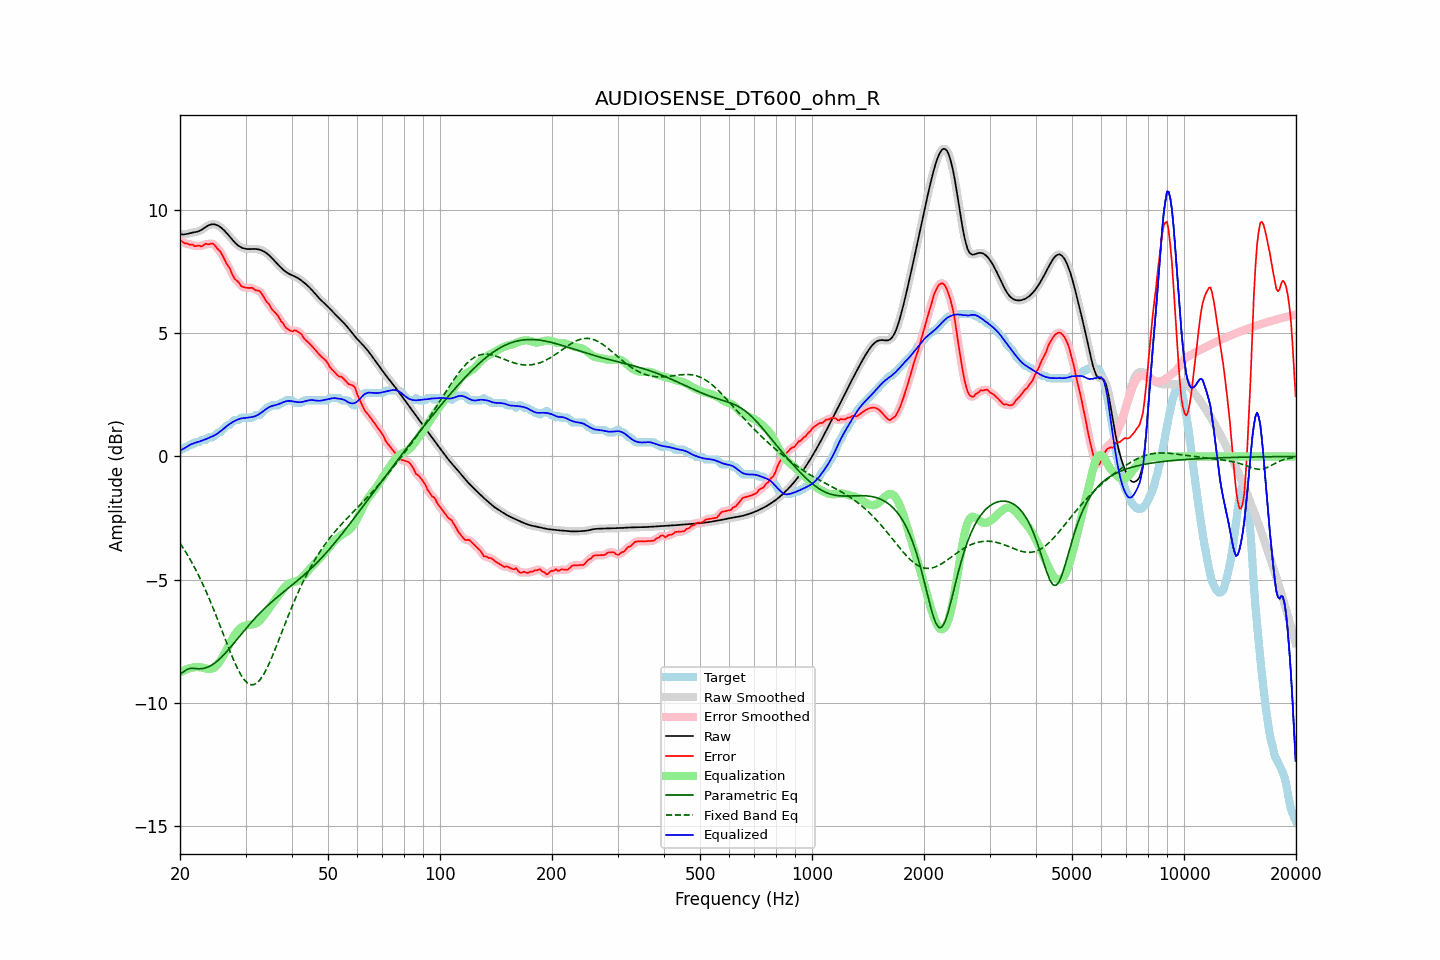 AUDIOSENSE_DT600_ohm_R
10
5
0
−5
−10
−15
Amplitude (dBr)
Target
Raw Smoothed
Error Smoothed
Raw
Error
Equalization
Parametric Eq
Fixed Band Eq
Equalized
20 50 100 200 500 1000 2000 5000 10000 20000
Frequency (Hz)